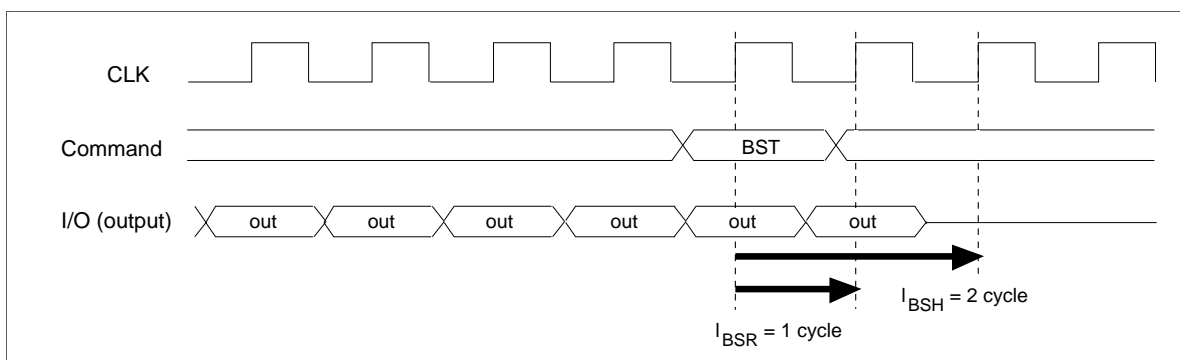 CLK
Command
BST
I/O (output)
out
out
out
out
out
out
I BSH = 2 cycle
I BSR = 1 cycle